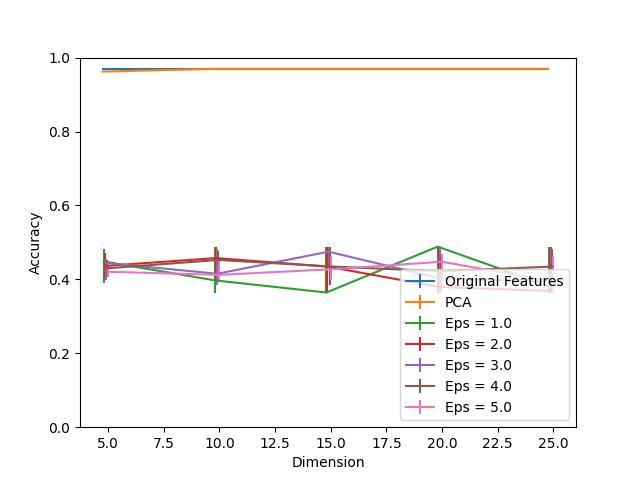 1.0
0.8
0.6
0.4
0.2
0.0
Accuracy
Original Features
PCA
Eps = 1.0
Eps = 2.0
Eps = 3.0
Eps = 4.0
Eps = 5.0
5.0 7.5 10.0 12.5 15.0 17.5 20.0 22.5 25.0
Dimension